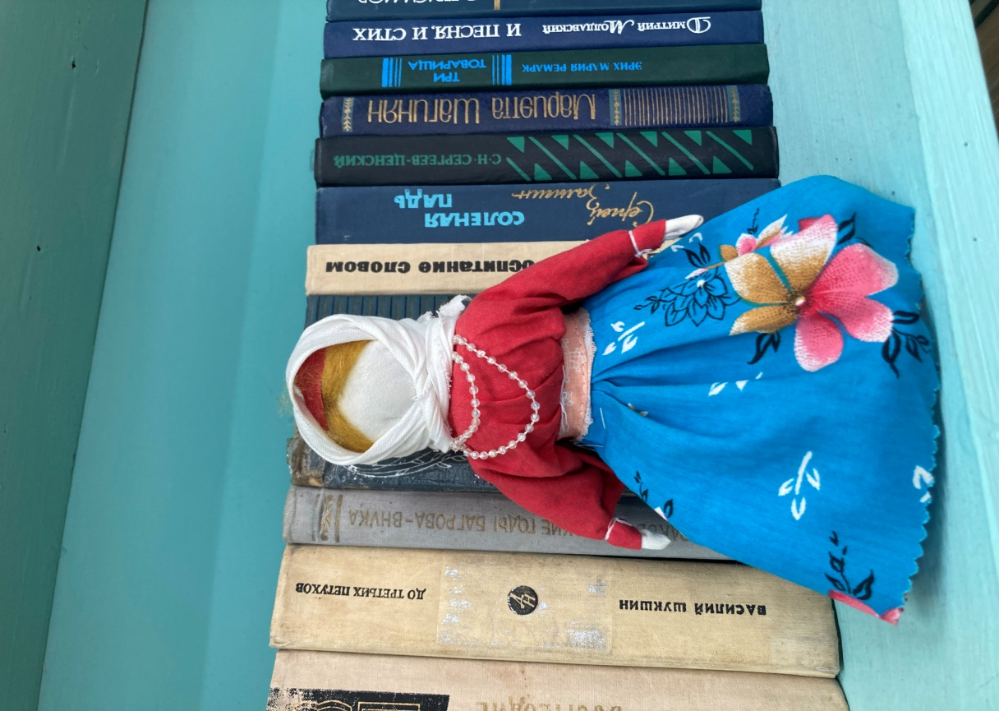 ДМИТРИЙ МОЛДАВСКИЙ
И ПЕСНЯ, И СТИХ
ЭРИХ МАРИЯ РЕМАРК
ТРИ
ТОВАРИЩА
Мариэтта Шагинян
С·Н·СЕРГЕЕВ-ЦЕНСКИЙ
Сергей
Залыгин
СОЛЕНАЯ
ПАДЬ
СЛОВОМ
ГОДЫ БАГРОВА-ВНУКА
ВАСИЛИЙ ШУКШИН
ДО ТРЕТЬИХ ПЕТУХОВ